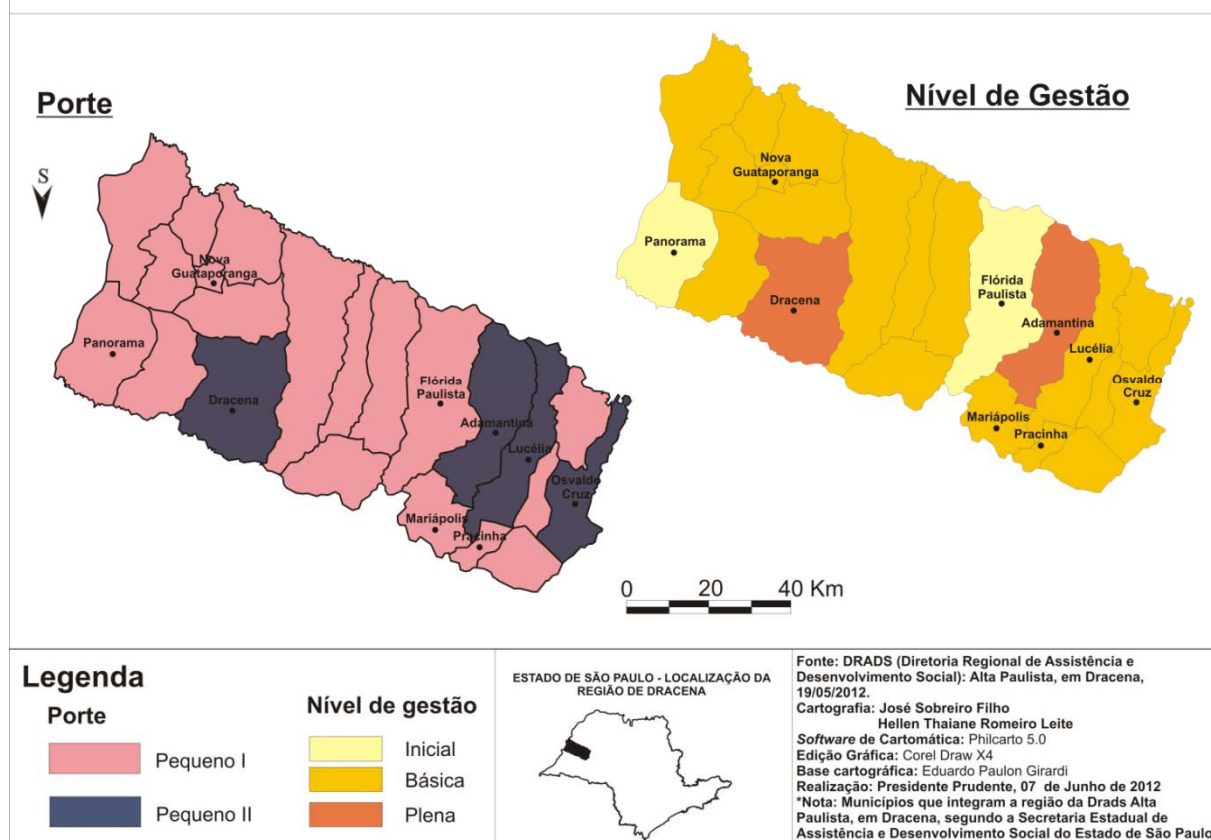 Porte
S
Nova
Guataporanga
Panorama
Dracena
Flórida
Paulista
Adamantina
Lucélia
Osvaldo
Cruz
Mariápolis
Pracinha
Nível de Gestão
Nova
Guataporanga
Panorama
Dracena
Flórida
Paulista
Adamantina
Lucélia
Osvaldo
Cruz
Mariápolis
Pracinha
0 20 40 Km
Legenda
Porte
Pequeno I
Pequeno II
Nível de gestão
Inicial
Básica
Plena
ESTADO DE SÃO PAULO - LOCALIZAÇÃO DA
REGIÃO DE DRACENA
Fonte: DRADS (Diretoria Regional de Assistência e
Desenvolvimento Social): Alta Paulista, em Dracena,
19/05/2012.
Cartografia: José Sobreiro Filho
Hellen Thaiane Romeiro Leite
Software de Cartomática: Philcarto 5.0
Edição Gráfica: Corel Draw X4
Base cartográfica: Eduardo Paulon Girardi
Realização: Presidente Prudente, 07 de Junho de 2012
*Nota: Municípios que integram a região da Drads Alta
Paulista, em Dracena, segundo a Secretaria Estadual de
Assistência e Desenvolvimento Social do Estado de São Paulo